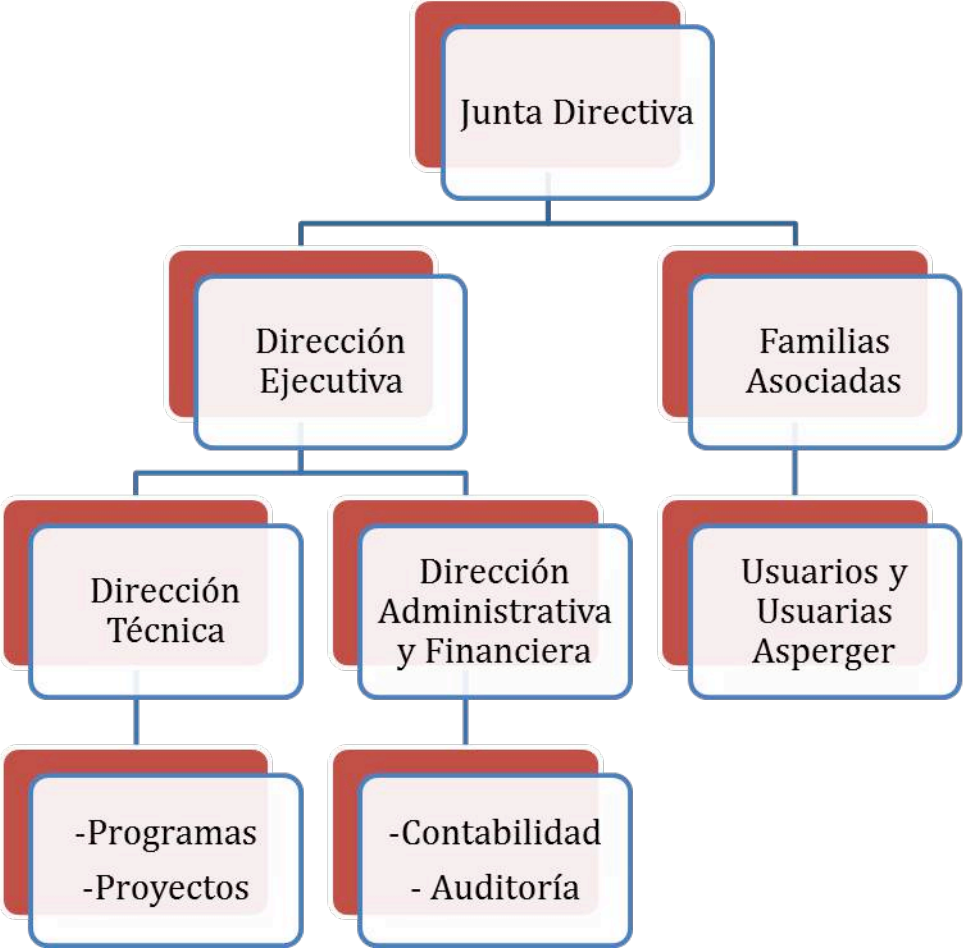 Junta Directiva
Dirección
Ejecutiva
Familias
Asociadas
Dirección
Técnica
Dirección
Administrativa
y Financiera
Usuarios y
Usuarias
Asperger
-Programas
-Proyectos
-Contabilidad
- Auditoría